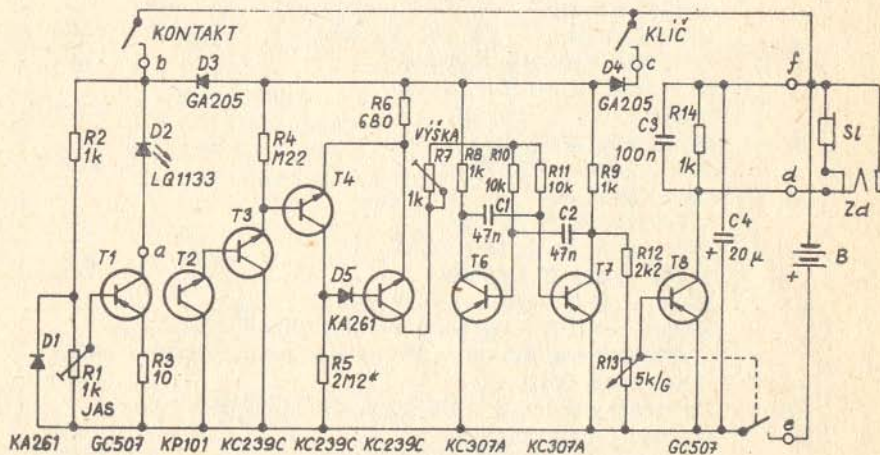 KONTAKT
KLÍČ
b
D3
D4
c
f
GA205
GA205
R2
1k
D2
LQ1133
R4
M22
R6
680
VÝŠKA
R7
1k
R8
1k
R10
10k
R11
10k
R9
1k
C3
100n
R14
1k
Sl
T4
C1
47n
C2
47n
d
Zd
T3
a
T1
T2
D5
KA261
T6
T7
R12
2k2
T8
C4
+
20 µ
B
+
D1
R1
1k
JAS
R3
10
R5
2M2*
R13
5k/G
e
KA261 GC507 KP101 KC239C KC239C KC239C KC307A KC307A GC507